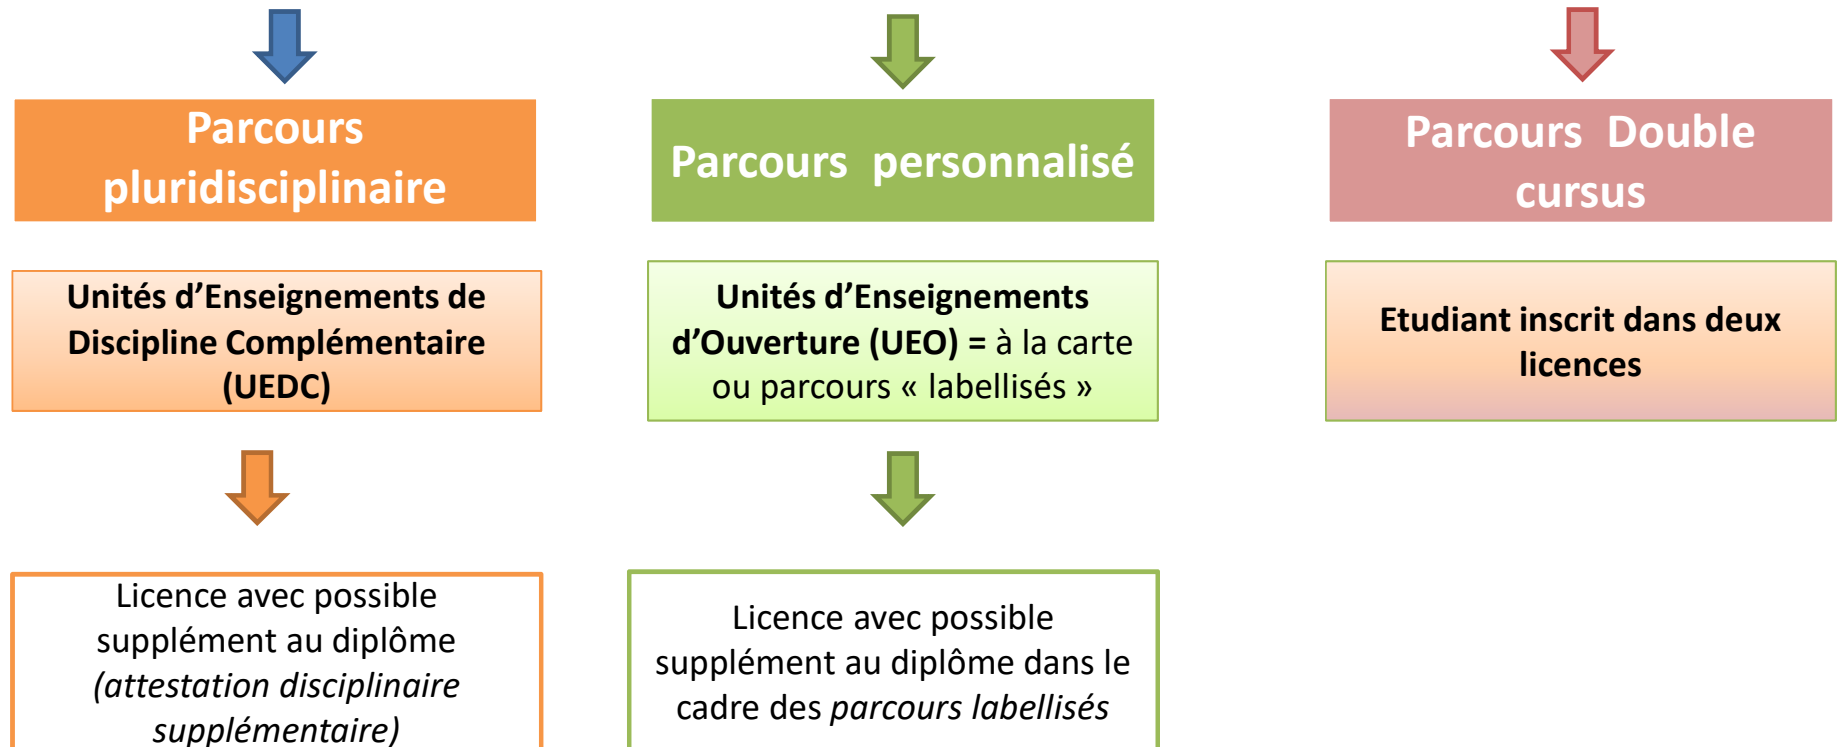 Parcours
pluridisciplinaire
Unités d’Enseignements de
Discipline Complémentaire
(UEDC)
Licence avec possible
supplément au diplôme
(attestation disciplinaire
supplémentaire)
Parcours personnalisé
Unités d’Enseignements
d’Ouverture (UEO) = à la carte
ou parcours « labellisés »
Licence avec possible
supplément au diplôme dans le
cadre des parcours labellisés
Parcours Double
cursus
Etudiant inscrit dans deux
licences